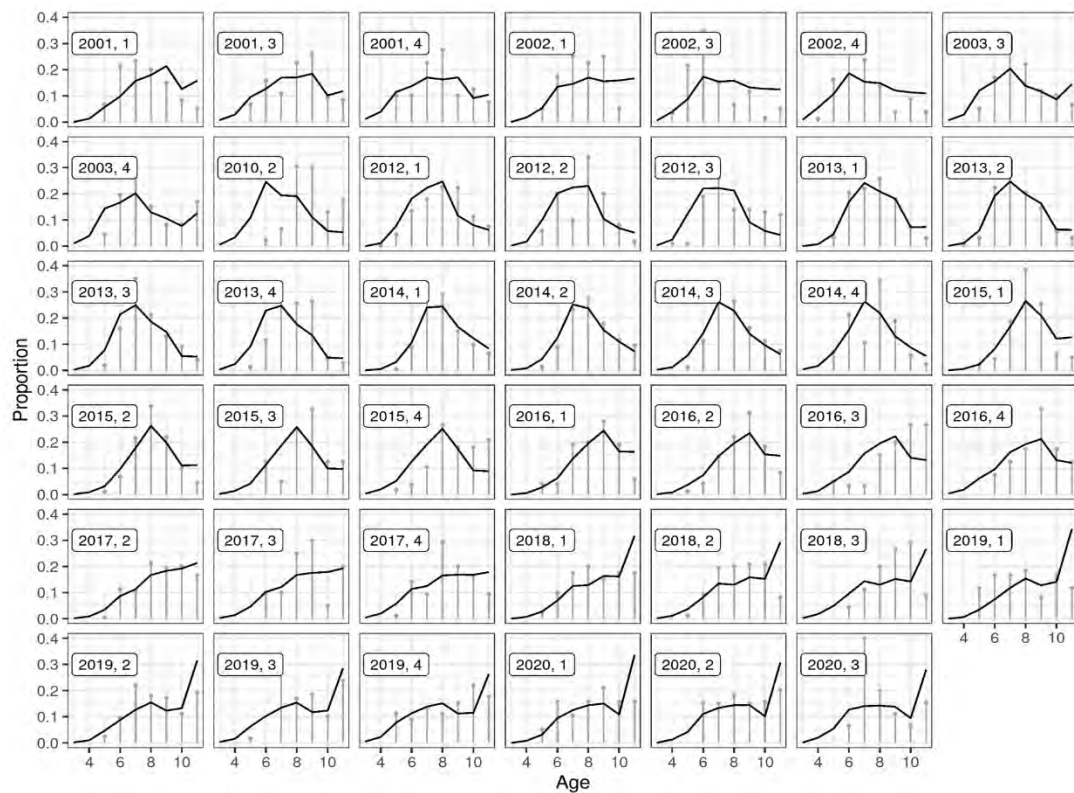 0.4 0.3 0.2 0.1 0.0
2001, 1 2001, 3 2001, 4 2002, 1 2002, 3 2002, 4 2003, 3
0.4 0.3 0.2 0.1 0.0
2003, 4 2010, 2 2012, 1 2012, 2 2012, 3 2013, 1 2013, 2
0.4 0.3 0.2 0.1 0.0
2013, 3 2013, 4 2014, 1 2014, 2 2014, 3 2014, 4 2015, 1
Proportion
0.4 0.3 0.2 0.1 0.0
2015, 2 2015, 3 2015, 4 2016, 1 2016, 2 2016, 3 2016, 4
0.4 0.3 0.2 0.1 0.0
2017, 2 2017, 3 2017, 4 2018, 1 2018, 2 2018, 3 2019, 1
4 6 8 10
0.4 0.3 0.2 0.1 0.0
2019, 2 2019, 3 2019, 4 2020, 1 2020, 2 2020, 3
4 6 8 10 4 6 8 10 4 6 8 10 4 6 8 10 4 6 8 10 4 6 8 10
Age